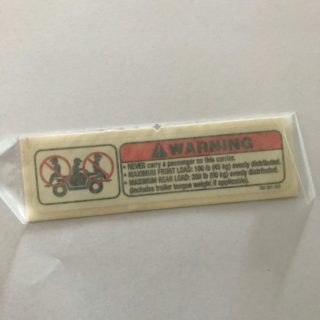 WARNING
• NEVER carry a passenger on this carrier.
• MAXIMUM FRONT LOAD: 100 lb (45 kg) evenly distributed.
• MAXIMUM REAR LOAD: 200 lb (90 kg) evenly distributed.
(includes trailer tongue weight if applicable).